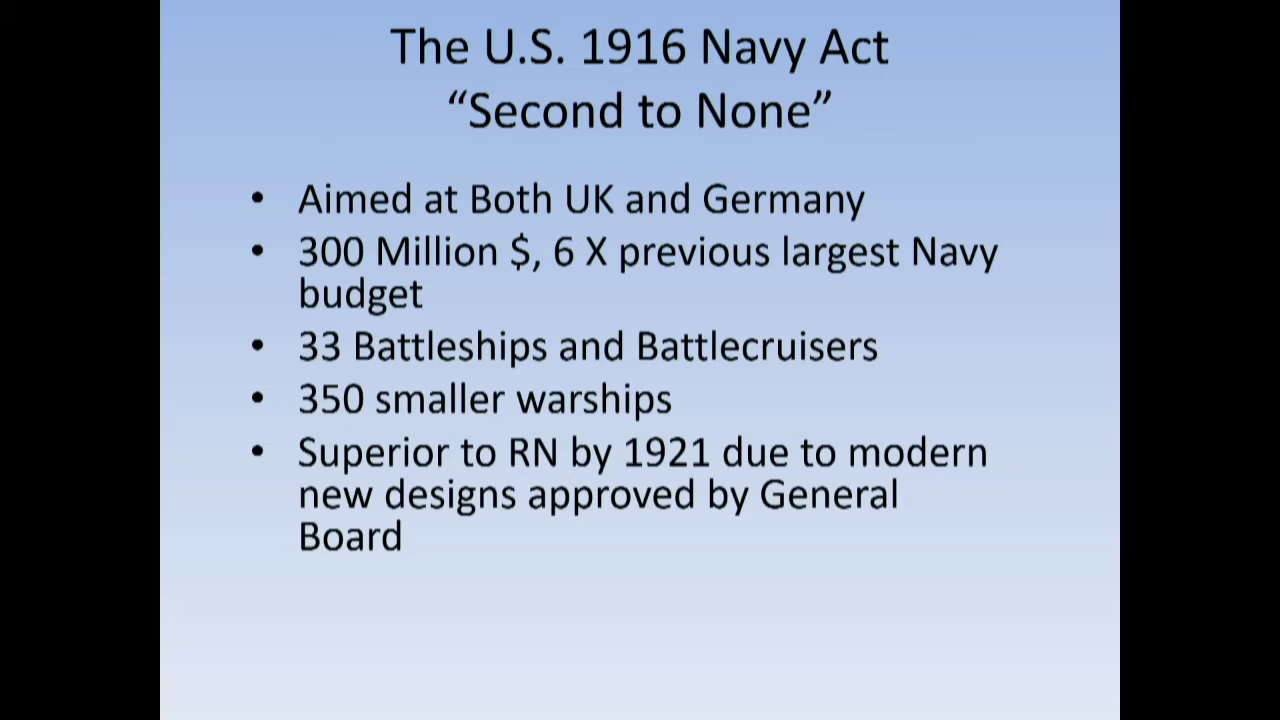 The U.S. 1916 Navy Act
“Second to None”
• Aimed at Both UK and Germany
• 300 Million $, 6 X previous largest Navy
budget
• 33 Battleships and Battlecruisers
• 350 smaller warships
• Superior to RN by 1921 due to modern
new designs approved by General
Board